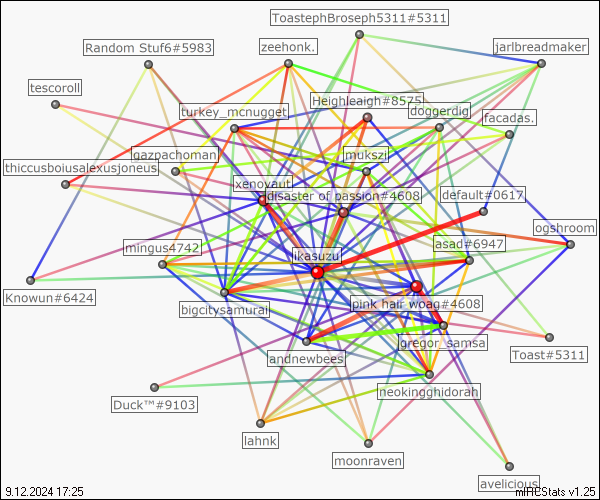 ToastephBroseph5311#5311
Random Stuf6#5983
zeehonk.
jarlbreadmaker
tescoroll
Heighleaigh#8575
turkey_mcnugget
doggerdig
facadas.
gazpachoman
mukszi
thiccusboiusalexusjoneus
xenovaut
disaster of passion#4608
default#0617
ogshroom
mingus4742
asad#6947
ikasuzu
Knowun#6424
bigcitysamurai
pink hair woag#4608
gregor_samsa
andnewbees
Toast#5311
neokingghidorah
Duck™#9103
lahnk
moonraven
avelicious
9.12.2024 17:25
mIRCStats v1.25